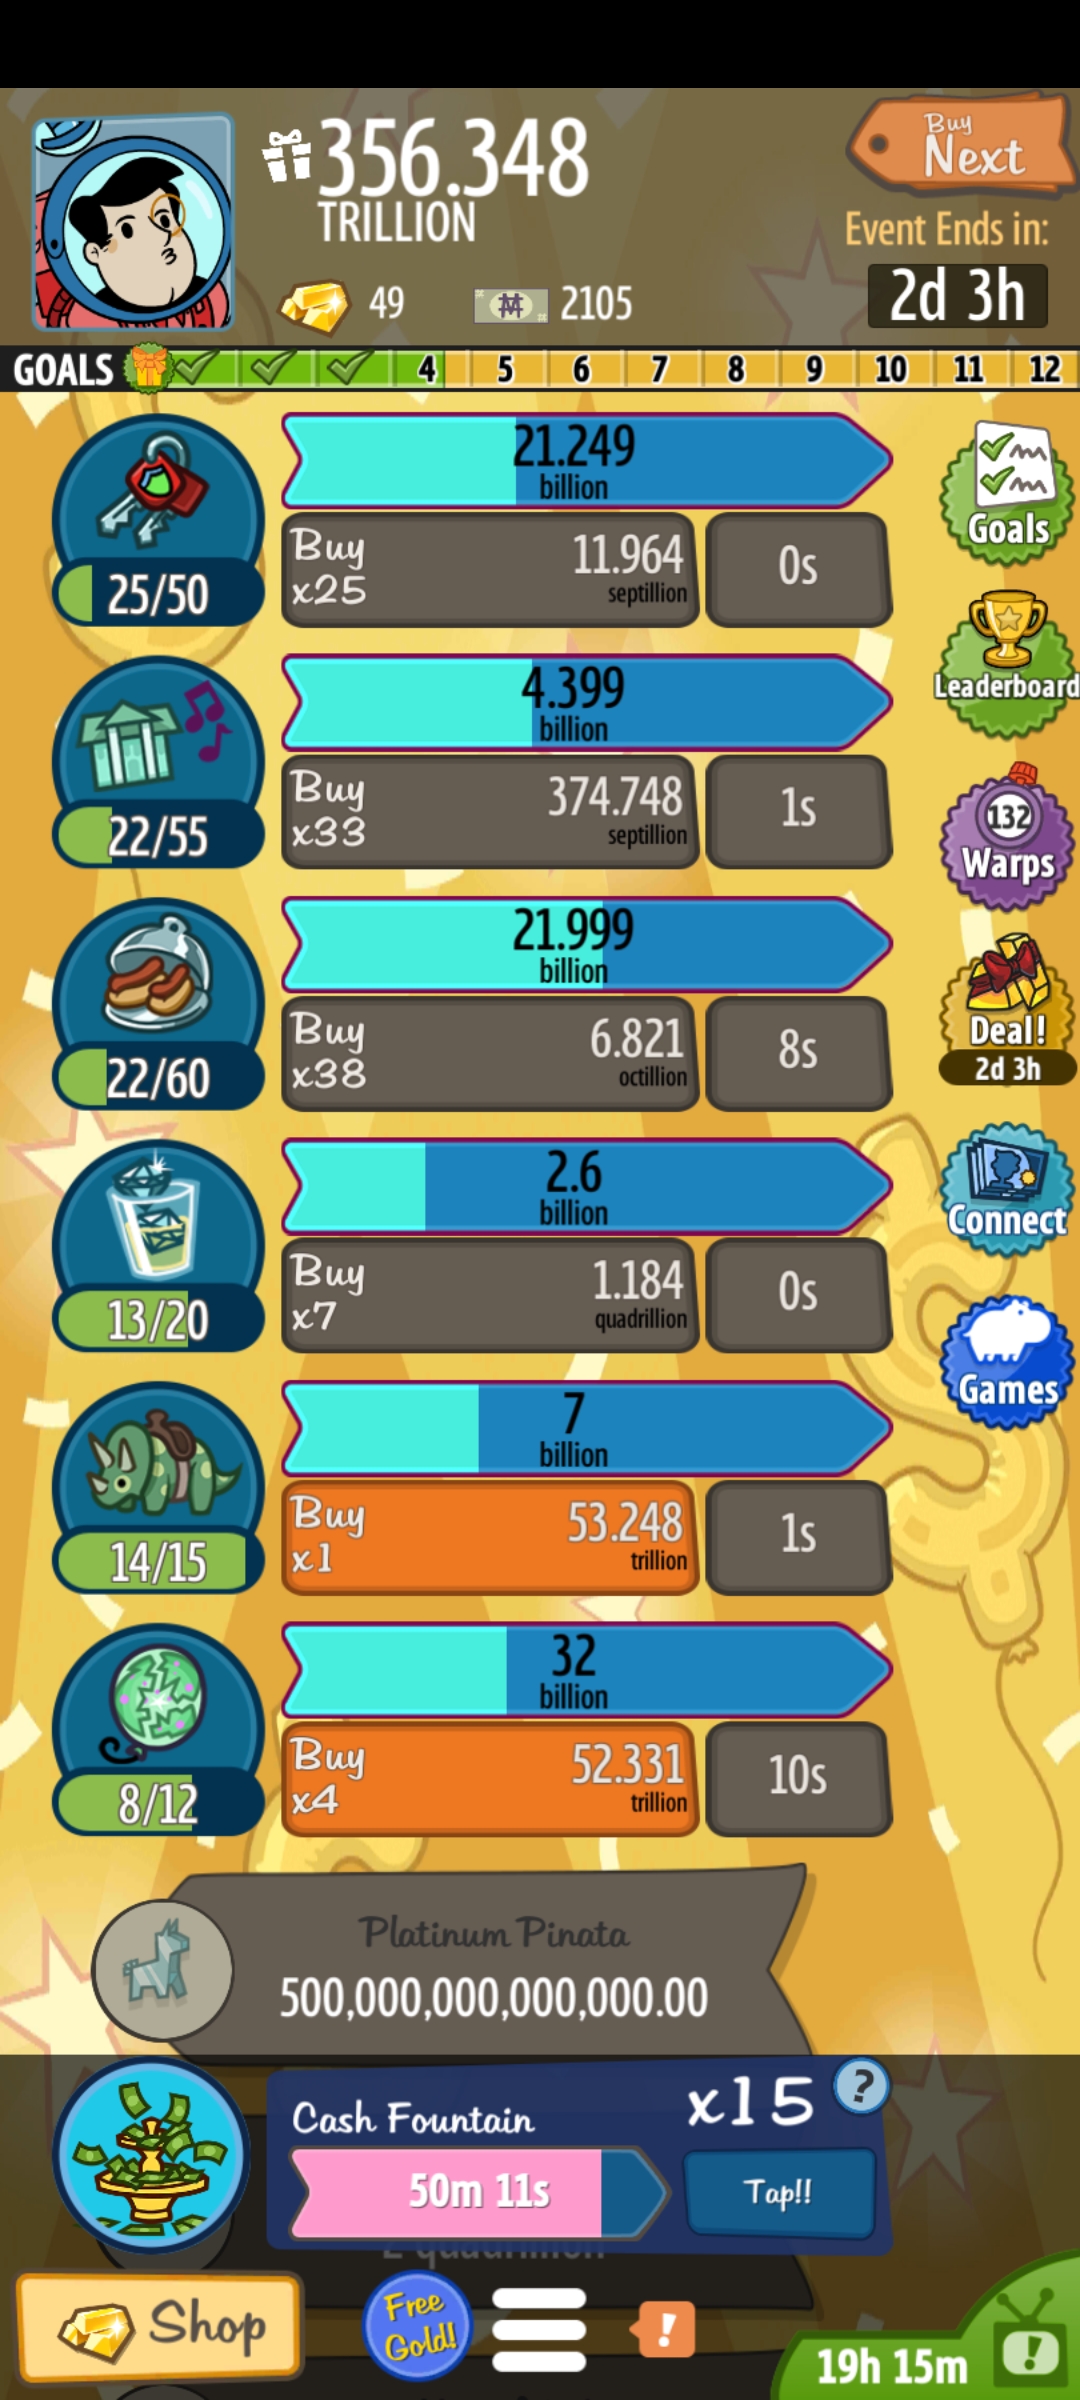 356.348
TRILLION
Buy
Next
Event Ends in:
2d 3h
49
2105
GOALS 4 5 6 7 8 9 10 11 12
21.249
billion
Buy
x25
11.964
septillion
0s
25/50
Goals
Leaderboard
4.399
billion
Buy
x33
374.748
septillion
1s
22/55
132
Warps
21.999
billion
Buy
x38
6.821
octillion
8s
22/60
Deal!
2d 3h
2.6
billion
Buy
x7
1.184
quadrillion
0s
13/20
Connect
7
billion
Buy
x1
53.248
trillion
1s
14/15
Games
32
billion
Buy
x4
52.331
trillion
10s
8/12
Platinum Pinata
500,000,000,000,000.00
Cash Fountain
x15
?
50m 11s
Tap!!
2 quadrillion
Shop
Free
Gold!
!
19h 15m
!